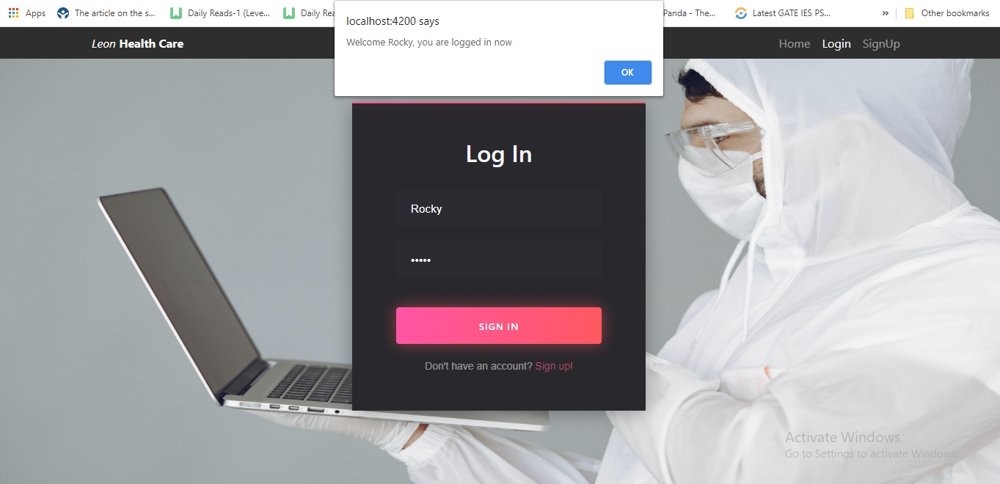 Apps
The article on the s...
Daily Reads-1 (Leve...
Daily Rea
Panda - The...
Latest GATE IES PS...
»
Other bookmarks
localhost:4200 says
Welcome Rocky, you are logged in now
OK
Leon Health Care
Home
Login
SignUp
Log In
Rocky
•••••
SIGN IN
Don't have an account? Sign up!
Activate Windows
Go to Settings to activate Windows.